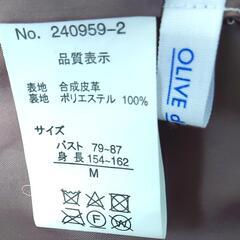 No. 240959-2
品質表示
表地 合成皮革
裏地 ポリエステル 100%
サイズ
バスト 79~87
身長 154~162
M
OLIVE